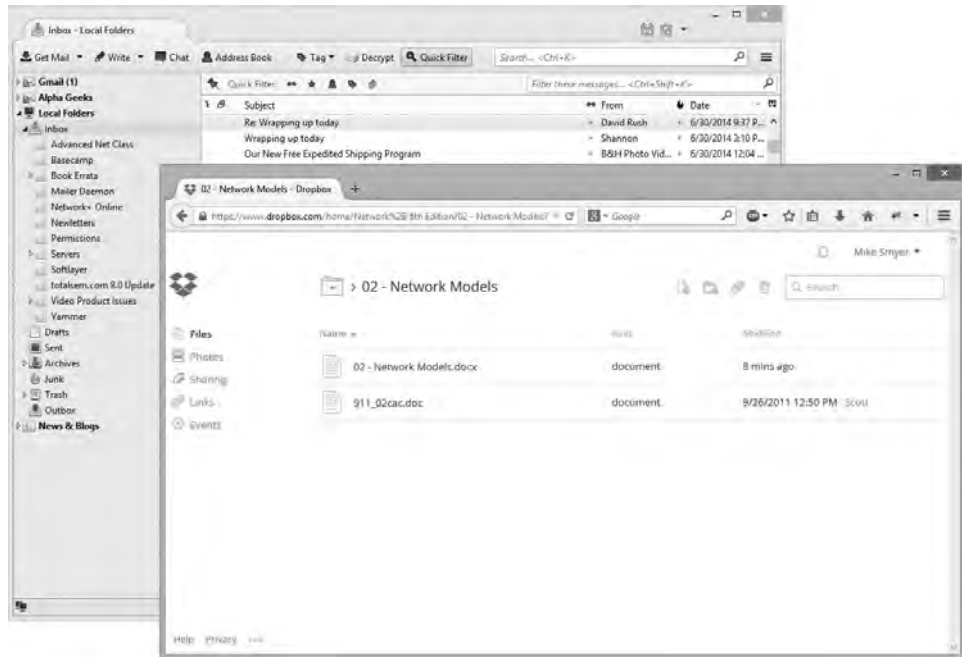 Inbox - Local Folders
Get Mail Write Chat Address Book Tag Decrypt Quick Filter Search... <Ctrl+K>
Quick Filter: Filter these messages... <Ctrl+Shift+K>
Subject From Date
Re: Wrapping up today David Rush 6/30/2014 9:37 P...
Wrapping up today Shannon 6/30/2014 2:10 P...
Our New Free Expedited Shipping Program B&H Photo Vid... 6/30/2014 12:04 ...
Gmail (1)
Alpha Geeks
Local Folders
Inbox
Advanced Net Class
Basecamp
Book Errata
Mailer Daemon
Network+ Online
Newletters
Permissions
Servers
Softlayer
totalsem.com 8.0 Update
Video Product Issues
Yammer
Drafts
Sent
Archives
Junk
Trash
Outbox
News & Blogs
02 - Network Models - Dropbox
https://www.dropbox.com/home/Network%2B 6th Edition/02 - Network Models? Google
Mike Smyer
> 02 - Network Models Search
Files
Photos
Sharing
Links
Events
Name Kind Modified
02 - Network Models.docx document 8 mins ago
911_02cac.doc document 9/26/2011 12:50 PM Scott
Help Privacy